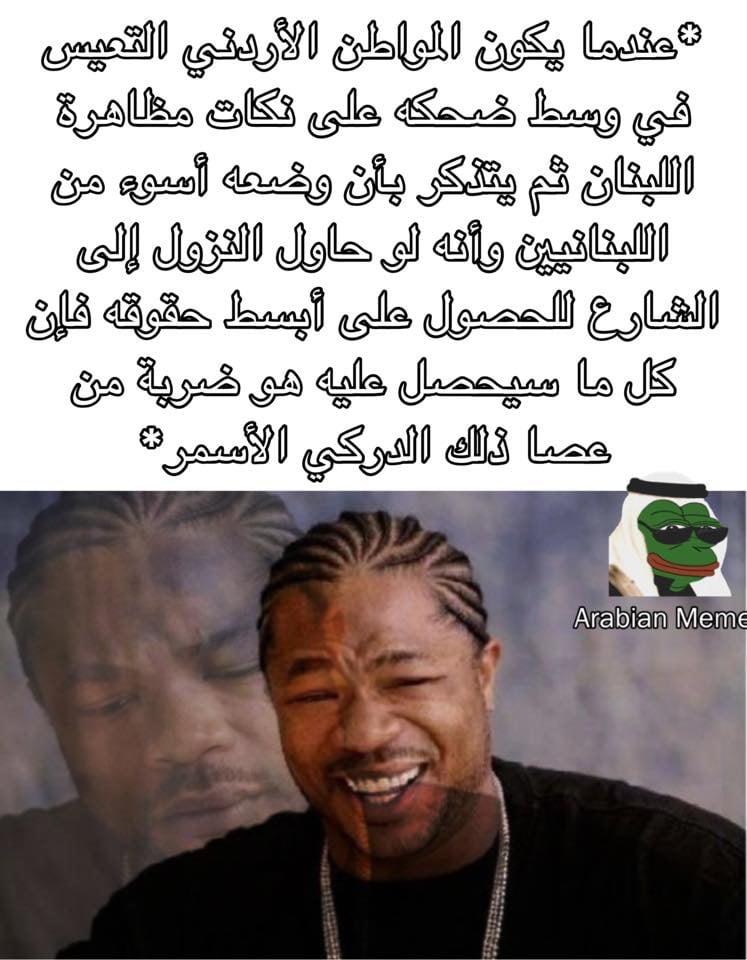 *عندما يكون المواطن الأردني التعيس
في وسط ضحكه على نكات مظاهرة
اللبنان ثم يتذكر بأن وضعه أسوء من
اللبنانيين وأنه لو حاول النزول إلى
الشارع للحصول على أبسط حقوقه فإن
كل ما سيحصل عليه هو ضربة من
عصا ذلك الدركي الأسمر*
Arabian Meme